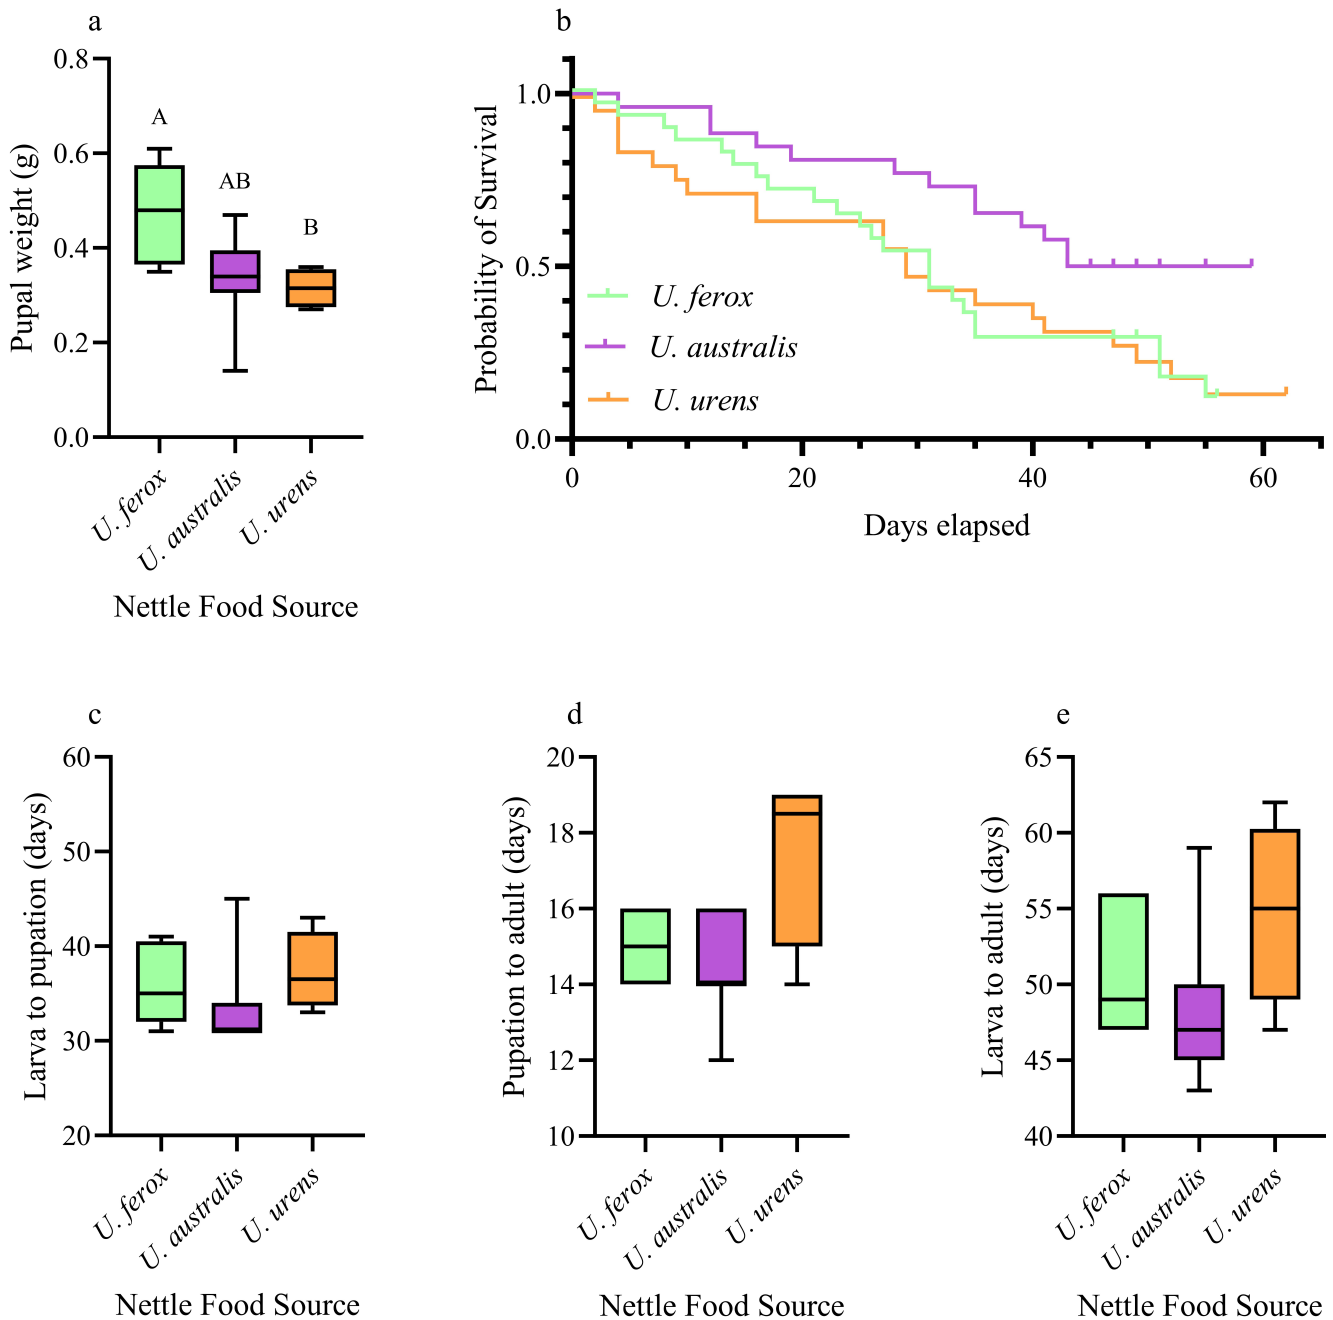 a
Pupal weight (g)
0.8
0.6
0.4
0.2
0.0
A
AB
B
U. ferox
U. australis
U. urens
Nettle Food Source
b
Probability of Survival
1.0
0.5
0.0
U. ferox
U. australis
U. urens
0 20 40 60
Days elapsed
c
Larva to pupation (days)
60
50
40
30
20
U. ferox
U. australis
U. urens
Nettle Food Source
d
Pupation to adult (days)
20
18
16
14
12
10
U. ferox
U. australis
U. urens
Nettle Food Source
e
Larva to adult (days)
65
60
55
50
45
40
U. ferox
U. australis
U. urens
Nettle Food Source